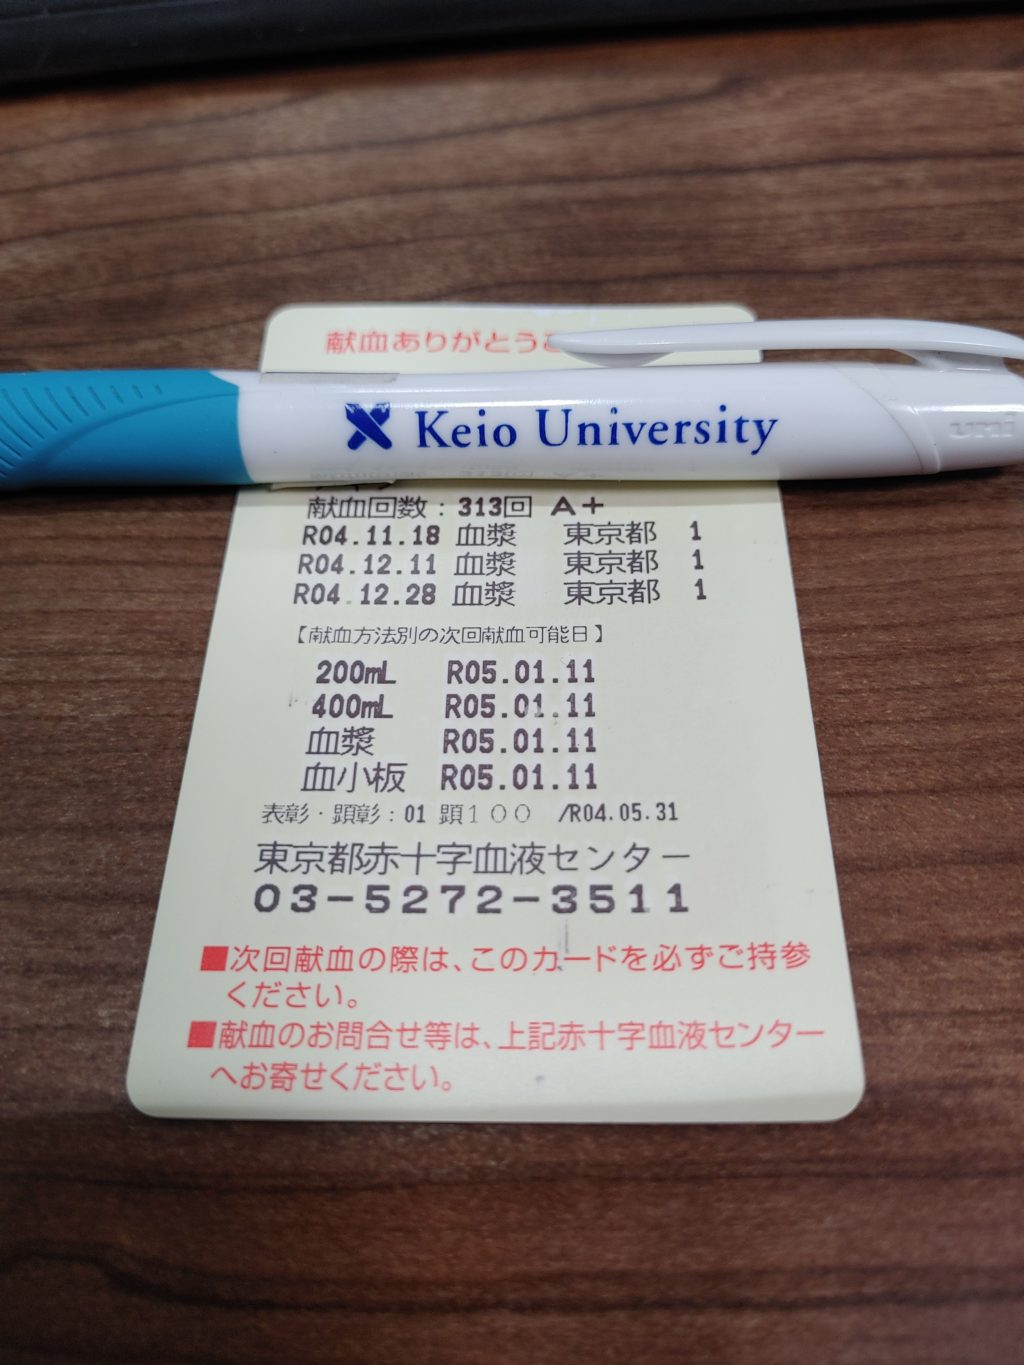 献血ありがとうご
Keio University
uni
献血回数：313回 A+
R04.11.18 血漿 東京都 1
R04.12.11 血漿 東京都 1
R04.12.28 血漿 東京都 1
【献血方法別の次回献血可能日】
200mL R05.01.11
400mL R05.01.11
血漿 R05.01.11
血小板 R05.01.11
表彰・顕彰：01 顕１００ /R04.05.31
東京都赤十字血液センター
03-5272-3511
■次回献血の際は、このカードを必ずご持参
ください。
■献血のお問合せ等は、上記赤十字血液センター
へお寄せください。